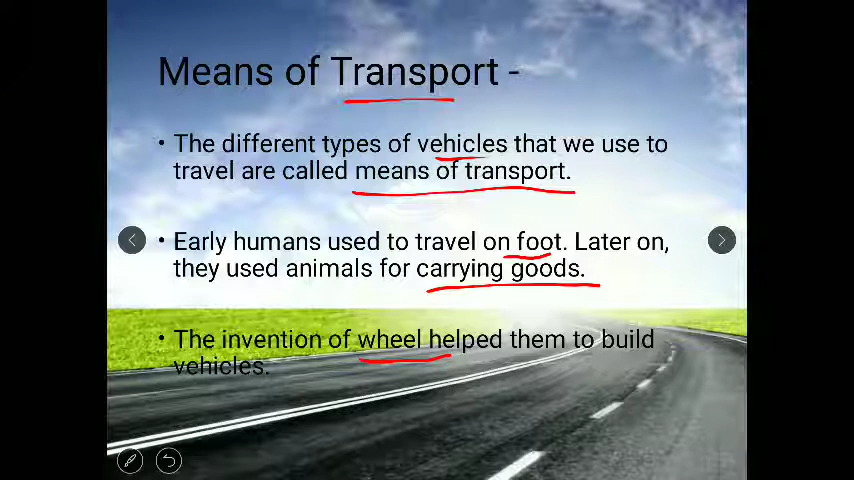 Means of Transport -
• The different types of vehicles that we use to
travel are called means of transport.
• Early humans used to travel on foot. Later on,
they used animals for carrying goods.
• The invention of wheel helped them to build
vehicles.